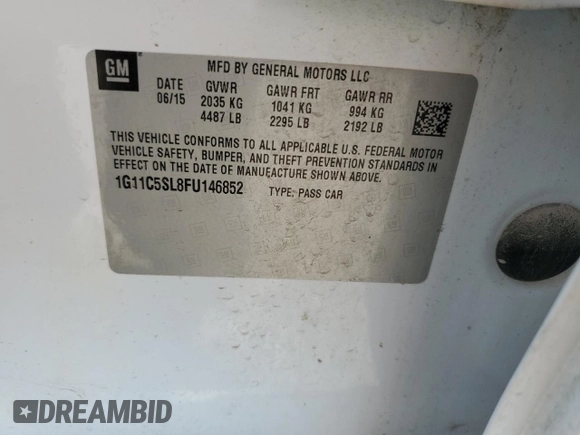 GM
MFD BY GENERAL MOTORS LLC
DATE GVWR GAWR FRT GAWR RR
06/15 2035 KG 1041 KG 994 KG
4487 LB 2295 LB 2192 LB
THIS VEHICLE CONFORMS TO ALL APPLICABLE U.S. FEDERAL MOTOR
VEHICLE SAFETY, BUMPER, AND THEFT PREVENTION STANDARDS IN
EFFECT ON THE DATE OF MANUFACTURE SHOWN ABOVE.
1G11C5SL8FU146852 TYPE: PASS CAR
DREAMBID